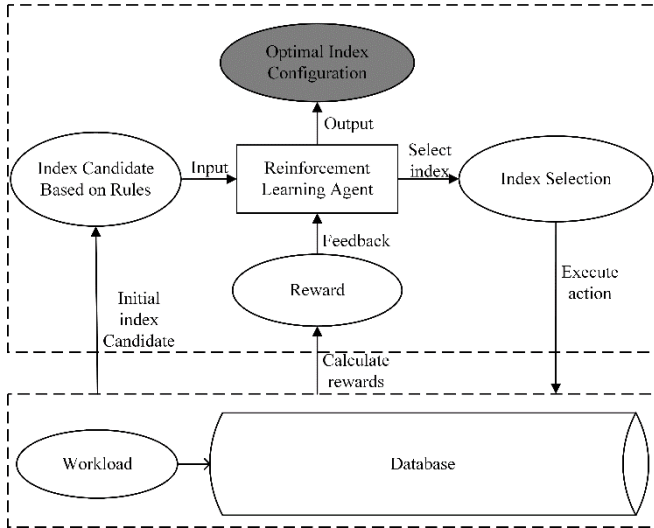 Optimal Index
Configuration
Output
Index Candidate
Based on Rules
Input
Reinforcement
Learning Agent
Select
index
Index Selection
Feedback
Reward
Execute
action
Initial
index
Candidate
Calculate
rewards
Workload
Database